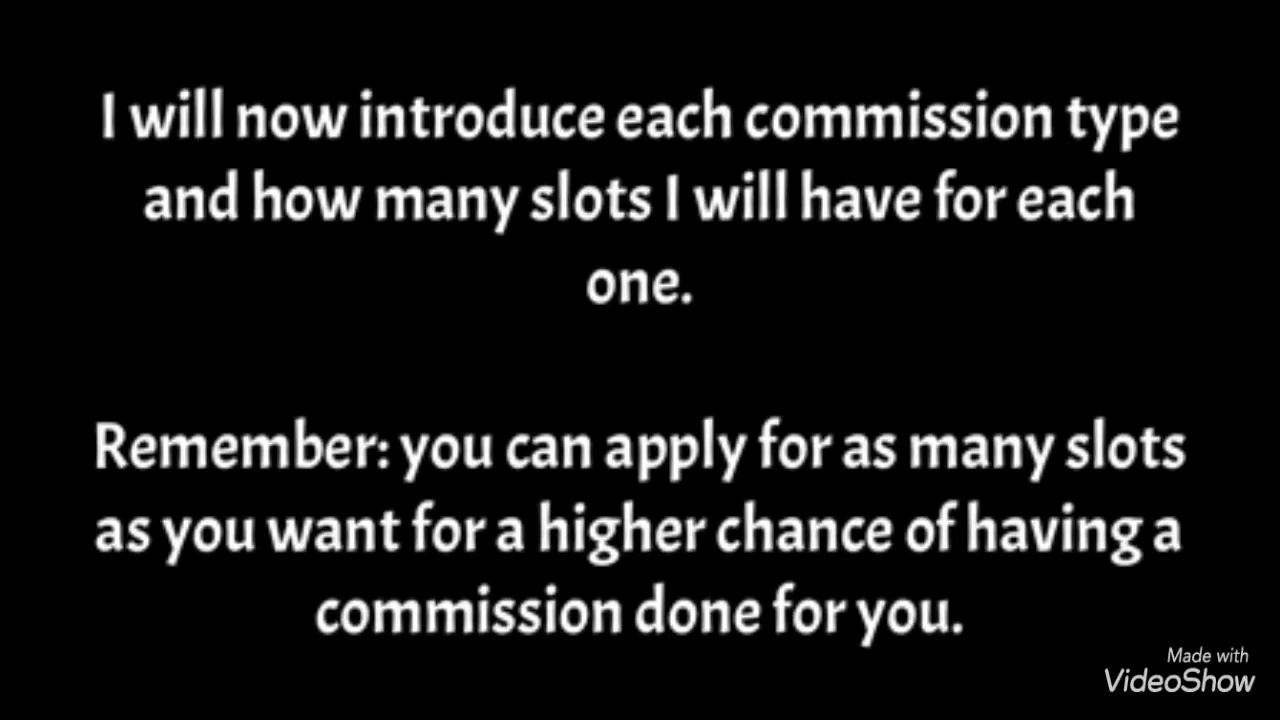 I will now introduce each commission type
and how many slots I will have for each
one.
Remember: you can apply for as many slots
as you want for a higher chance of having a
commission done for you.
Made with
VideoShow